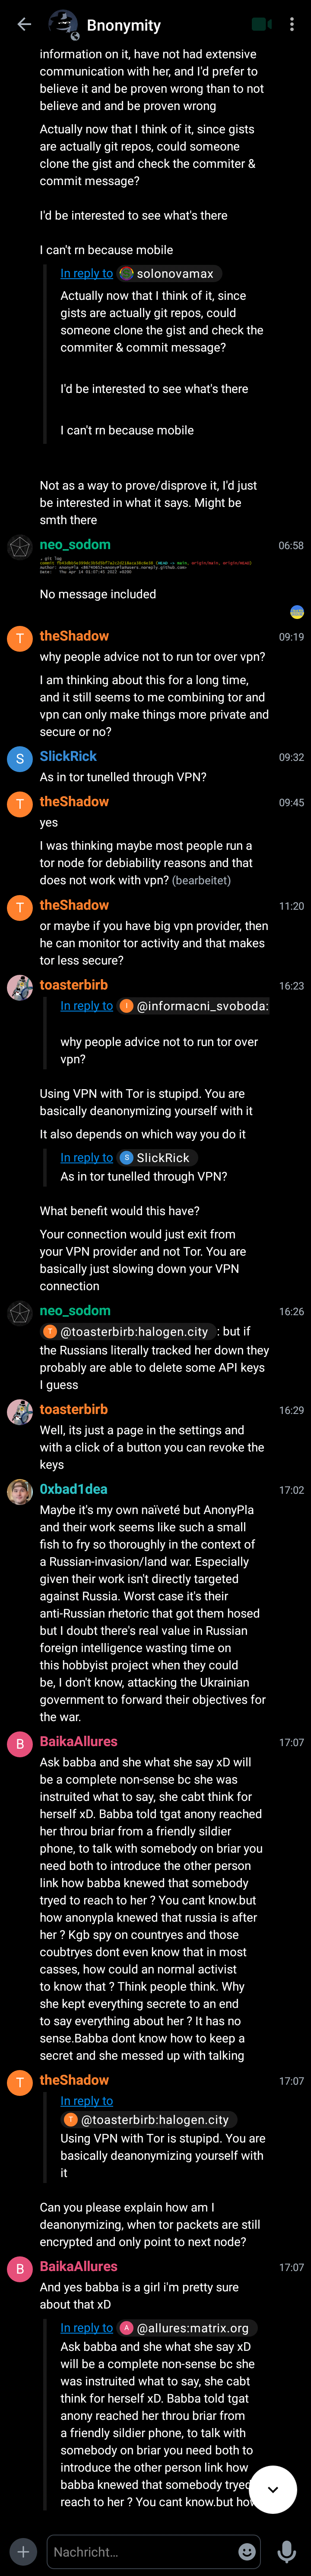 Bnonymity
information on it, have not had extensive
communication with her, and I'd prefer to
believe it and be proven wrong than to not
believe and and be proven wrong
Actually now that I think of it, since gists
are actually git repos, could someone
clone the gist and check the commiter &
commit message?
I'd be interested to see what's there
I can't rn because mobile
In reply to solonovamax
Actually now that I think of it, since
gists are actually git repos, could
someone clone the gist and check the
commiter & commit message?
I'd be interested to see what's there
I can't rn because mobile
Not as a way to prove/disprove it, I'd just
be interested in what it says. Might be
smth there
neo_sodom 06:58
No message included
T theShadow 09:19
why people advice not to run tor over vpn?
I am thinking about this for a long time,
and it still seems to me combining tor and
vpn can only make things more private and
secure or no?
S SlickRick 09:32
As in tor tunelled through VPN?
T theShadow 09:45
yes
I was thinking maybe most people run a
tor node for debiability reasons and that
does not work with vpn? (bearbeitet)
T theShadow 11:20
or maybe if you have big vpn provider, then
he can monitor tor activity and that makes
tor less secure?
toasterbirb 16:23
In reply to I @informacni_svoboda:
why people advice not to run tor over
vpn?
Using VPN with Tor is stupipd. You are
basically deanonymizing yourself with it
It also depends on which way you do it
In reply to S SlickRick
As in tor tunelled through VPN?
What benefit would this have?
Your connection would just exit from
your VPN provider and not Tor. You are
basically just slowing down your VPN
connection
neo_sodom 16:26
T @toasterbirb:halogen.city : but if
the Russians literally tracked her down they
probably are able to delete some API keys
I guess
toasterbirb 16:29
Well, its just a page in the settings and
with a click of a button you can revoke the
keys
0xbad1dea 17:02
Maybe it's my own naïveté but AnonyPla
and their work seems like such a small
fish to fry so thoroughly in the context of
a Russian-invasion/land war. Especially
given their work isn't directly targeted
against Russia. Worst case it's their
anti-Russian rhetoric that got them hosed
but I doubt there's real value in Russian
foreign intelligence wasting time on
this hobbyist project when they could
be, I don't know, attacking the Ukrainian
government to forward their objectives for
the war.
B BaikaAllures 17:07
Ask babba and she what she say xD will
be a complete non-sense bc she was
instruited what to say, she cabt think for
herself xD. Babba told tgat anony reached
her throu briar from a friendly sildier
phone, to talk with somebody on briar you
need both to introduce the other person
link how babba knewed that somebody
tryed to reach to her ? You cant know.but
how anonypla knewed that russia is after
her ? Kgb spy on countryes and those
coubtryes dont even know that in most
casses, how could an normal activist
to know that ? Think people think. Why
she kept everything secrete to an end
to say everything about her ? It has no
sense.Babba dont know how to keep a
secret and she messed up with talking
T theShadow 17:07
In reply to
T @toasterbirb:halogen.city
Using VPN with Tor is stupipd. You are
basically deanonymizing yourself with
it
Can you please explain how am I
deanonymizing, when tor packets are still
encrypted and only point to next node?
B BaikaAllures 17:07
And yes babba is a girl i'm pretty sure
about that xD
In reply to A @allures:matrix.org
Ask babba and she what she say xD
will be a complete non-sense bc she
was instruited what to say, she cabt
think for herself xD. Babba told tgat
anony reached her throu briar from
a friendly sildier phone, to talk with
somebody on briar you need both to
introduce the other person link how
babba knewed that somebody tryed
reach to her ? You cant know.but
Nachricht...